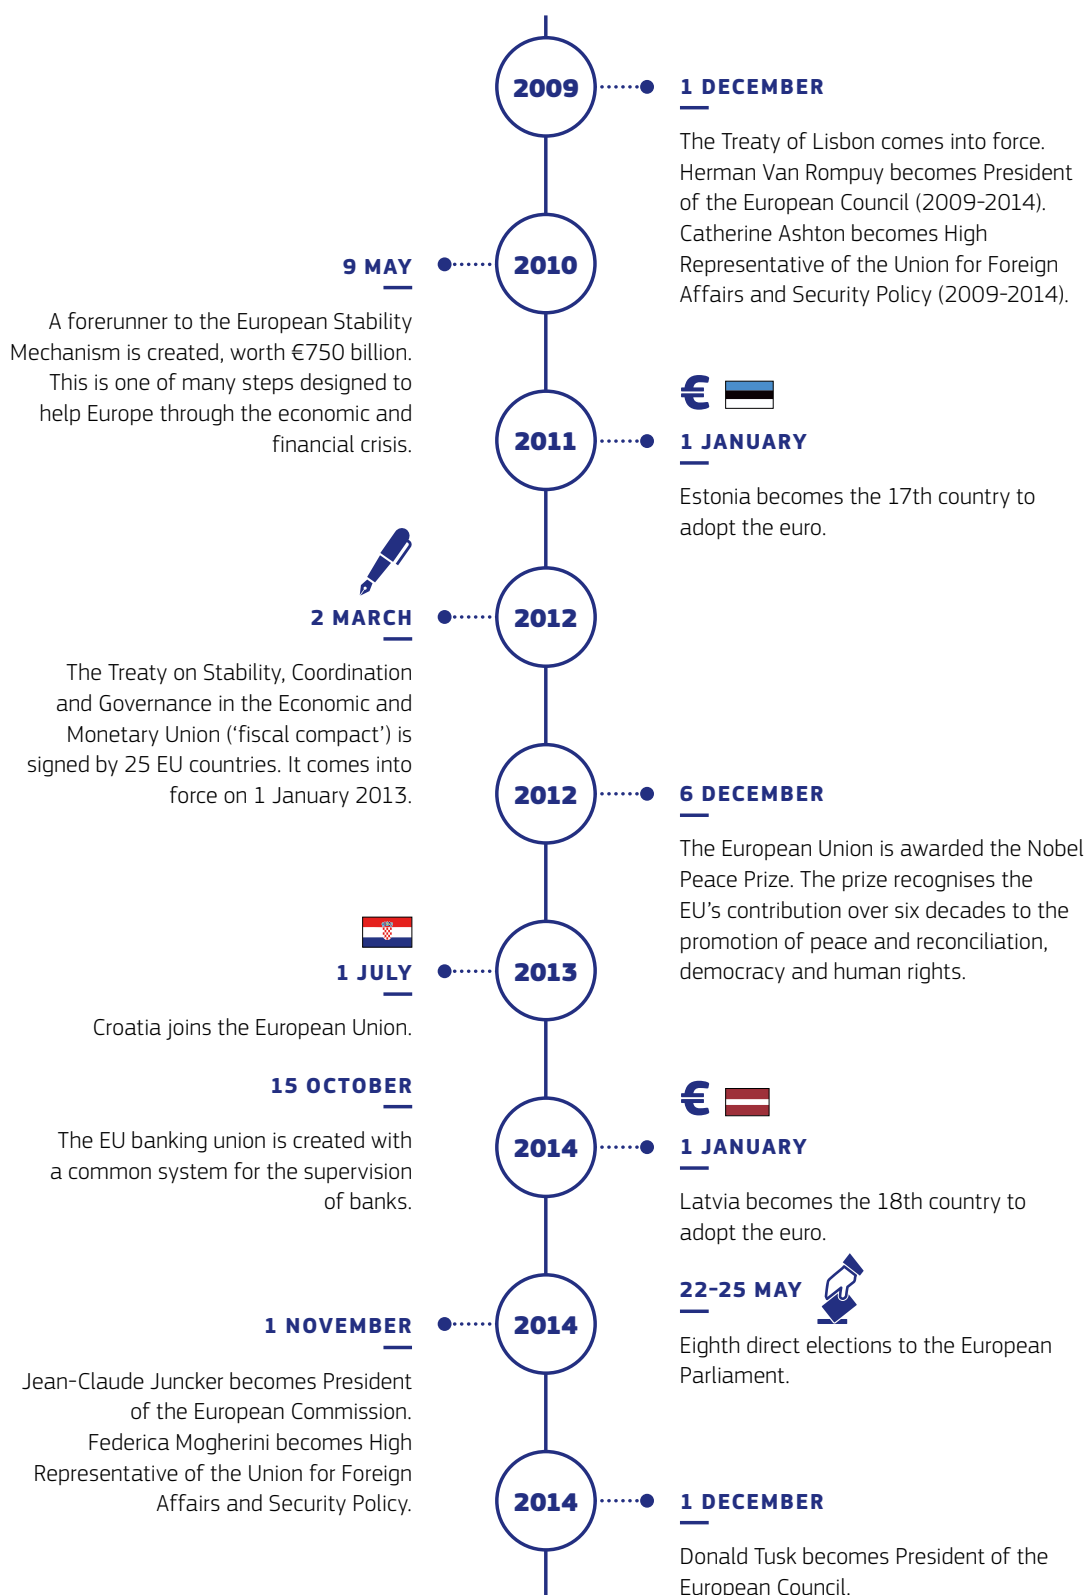 2009
1 DECEMBER
The Treaty of Lisbon comes into force.
Herman Van Rompuy becomes President
of the European Council (2009-2014).
Catherine Ashton becomes High
Representative of the Union for Foreign
Affairs and Security Policy (2009-2014).
2010
9 MAY
A forerunner to the European Stability
Mechanism is created, worth €750 billion.
This is one of many steps designed to
help Europe through the economic and
financial crisis.
€
2011
1 JANUARY
Estonia becomes the 17th country to
adopt the euro.
2012
2 MARCH
The Treaty on Stability, Coordination
and Governance in the Economic and
Monetary Union (‘fiscal compact’) is
signed by 25 EU countries. It comes into
force on 1 January 2013.
2012
6 DECEMBER
The European Union is awarded the Nobel
Peace Prize. The prize recognises the
EU’s contribution over six decades to the
promotion of peace and reconciliation,
democracy and human rights.
2013
1 JULY
Croatia joins the European Union.
15 OCTOBER
The EU banking union is created with
a common system for the supervision
of banks.
€
2014
1 JANUARY
Latvia becomes the 18th country to
adopt the euro.
22-25 MAY
Eighth direct elections to the European
Parliament.
2014
1 NOVEMBER
Jean-Claude Juncker becomes President
of the European Commission.
Federica Mogherini becomes High
Representative of the Union for Foreign
Affairs and Security Policy.
2014
1 DECEMBER
Donald Tusk becomes President of the
European Council.